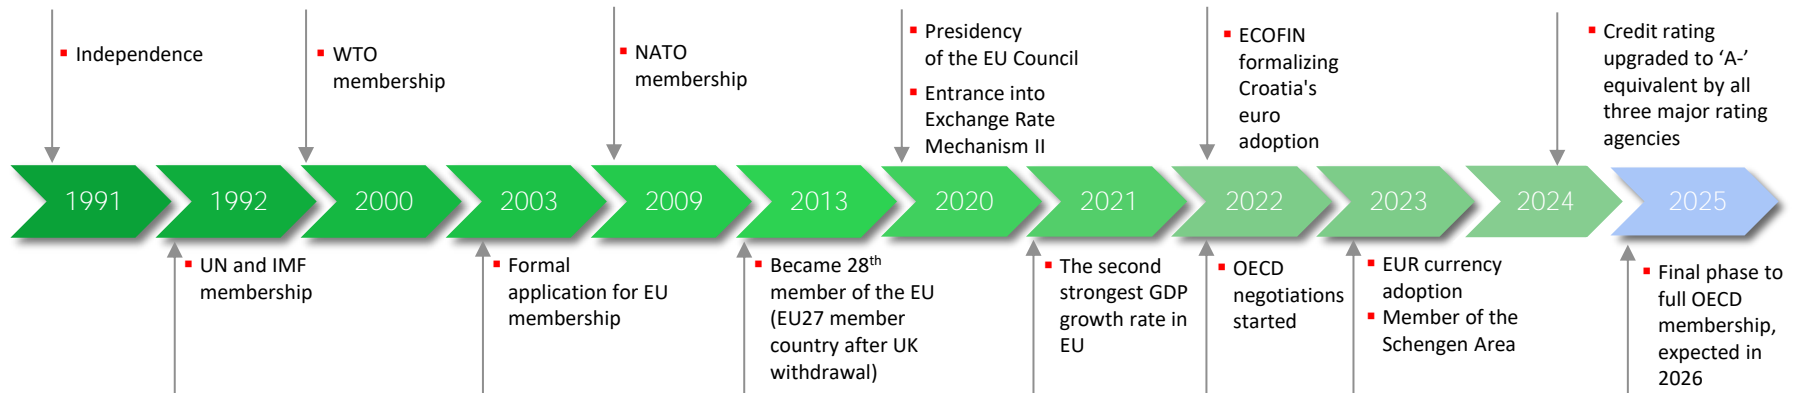 ▪ Independence
▪ WTO
membership
▪ NATO
membership
▪ Presidency
of the EU Council
▪ Entrance into
Exchange Rate
Mechanism II
▪ ECOFIN
formalizing
Croatia's
euro
adoption
▪ Credit rating
upgraded to ‘A-’
equivalent by all
three major rating
agencies
1991
1992
2000
2003
2009
2013
2020
2021
2022
2023
2024
2025
▪ UN and IMF
membership
▪ Formal
application for EU
membership
▪ Became 28th
member of the EU
(EU27 member
country after UK
withdrawal)
▪ The second
strongest GDP
growth rate in
EU
▪ OECD
negotiations
started
▪ EUR currency
adoption
▪ Member of the
Schengen Area
▪ Final phase to
full OECD
membership,
expected in
2026